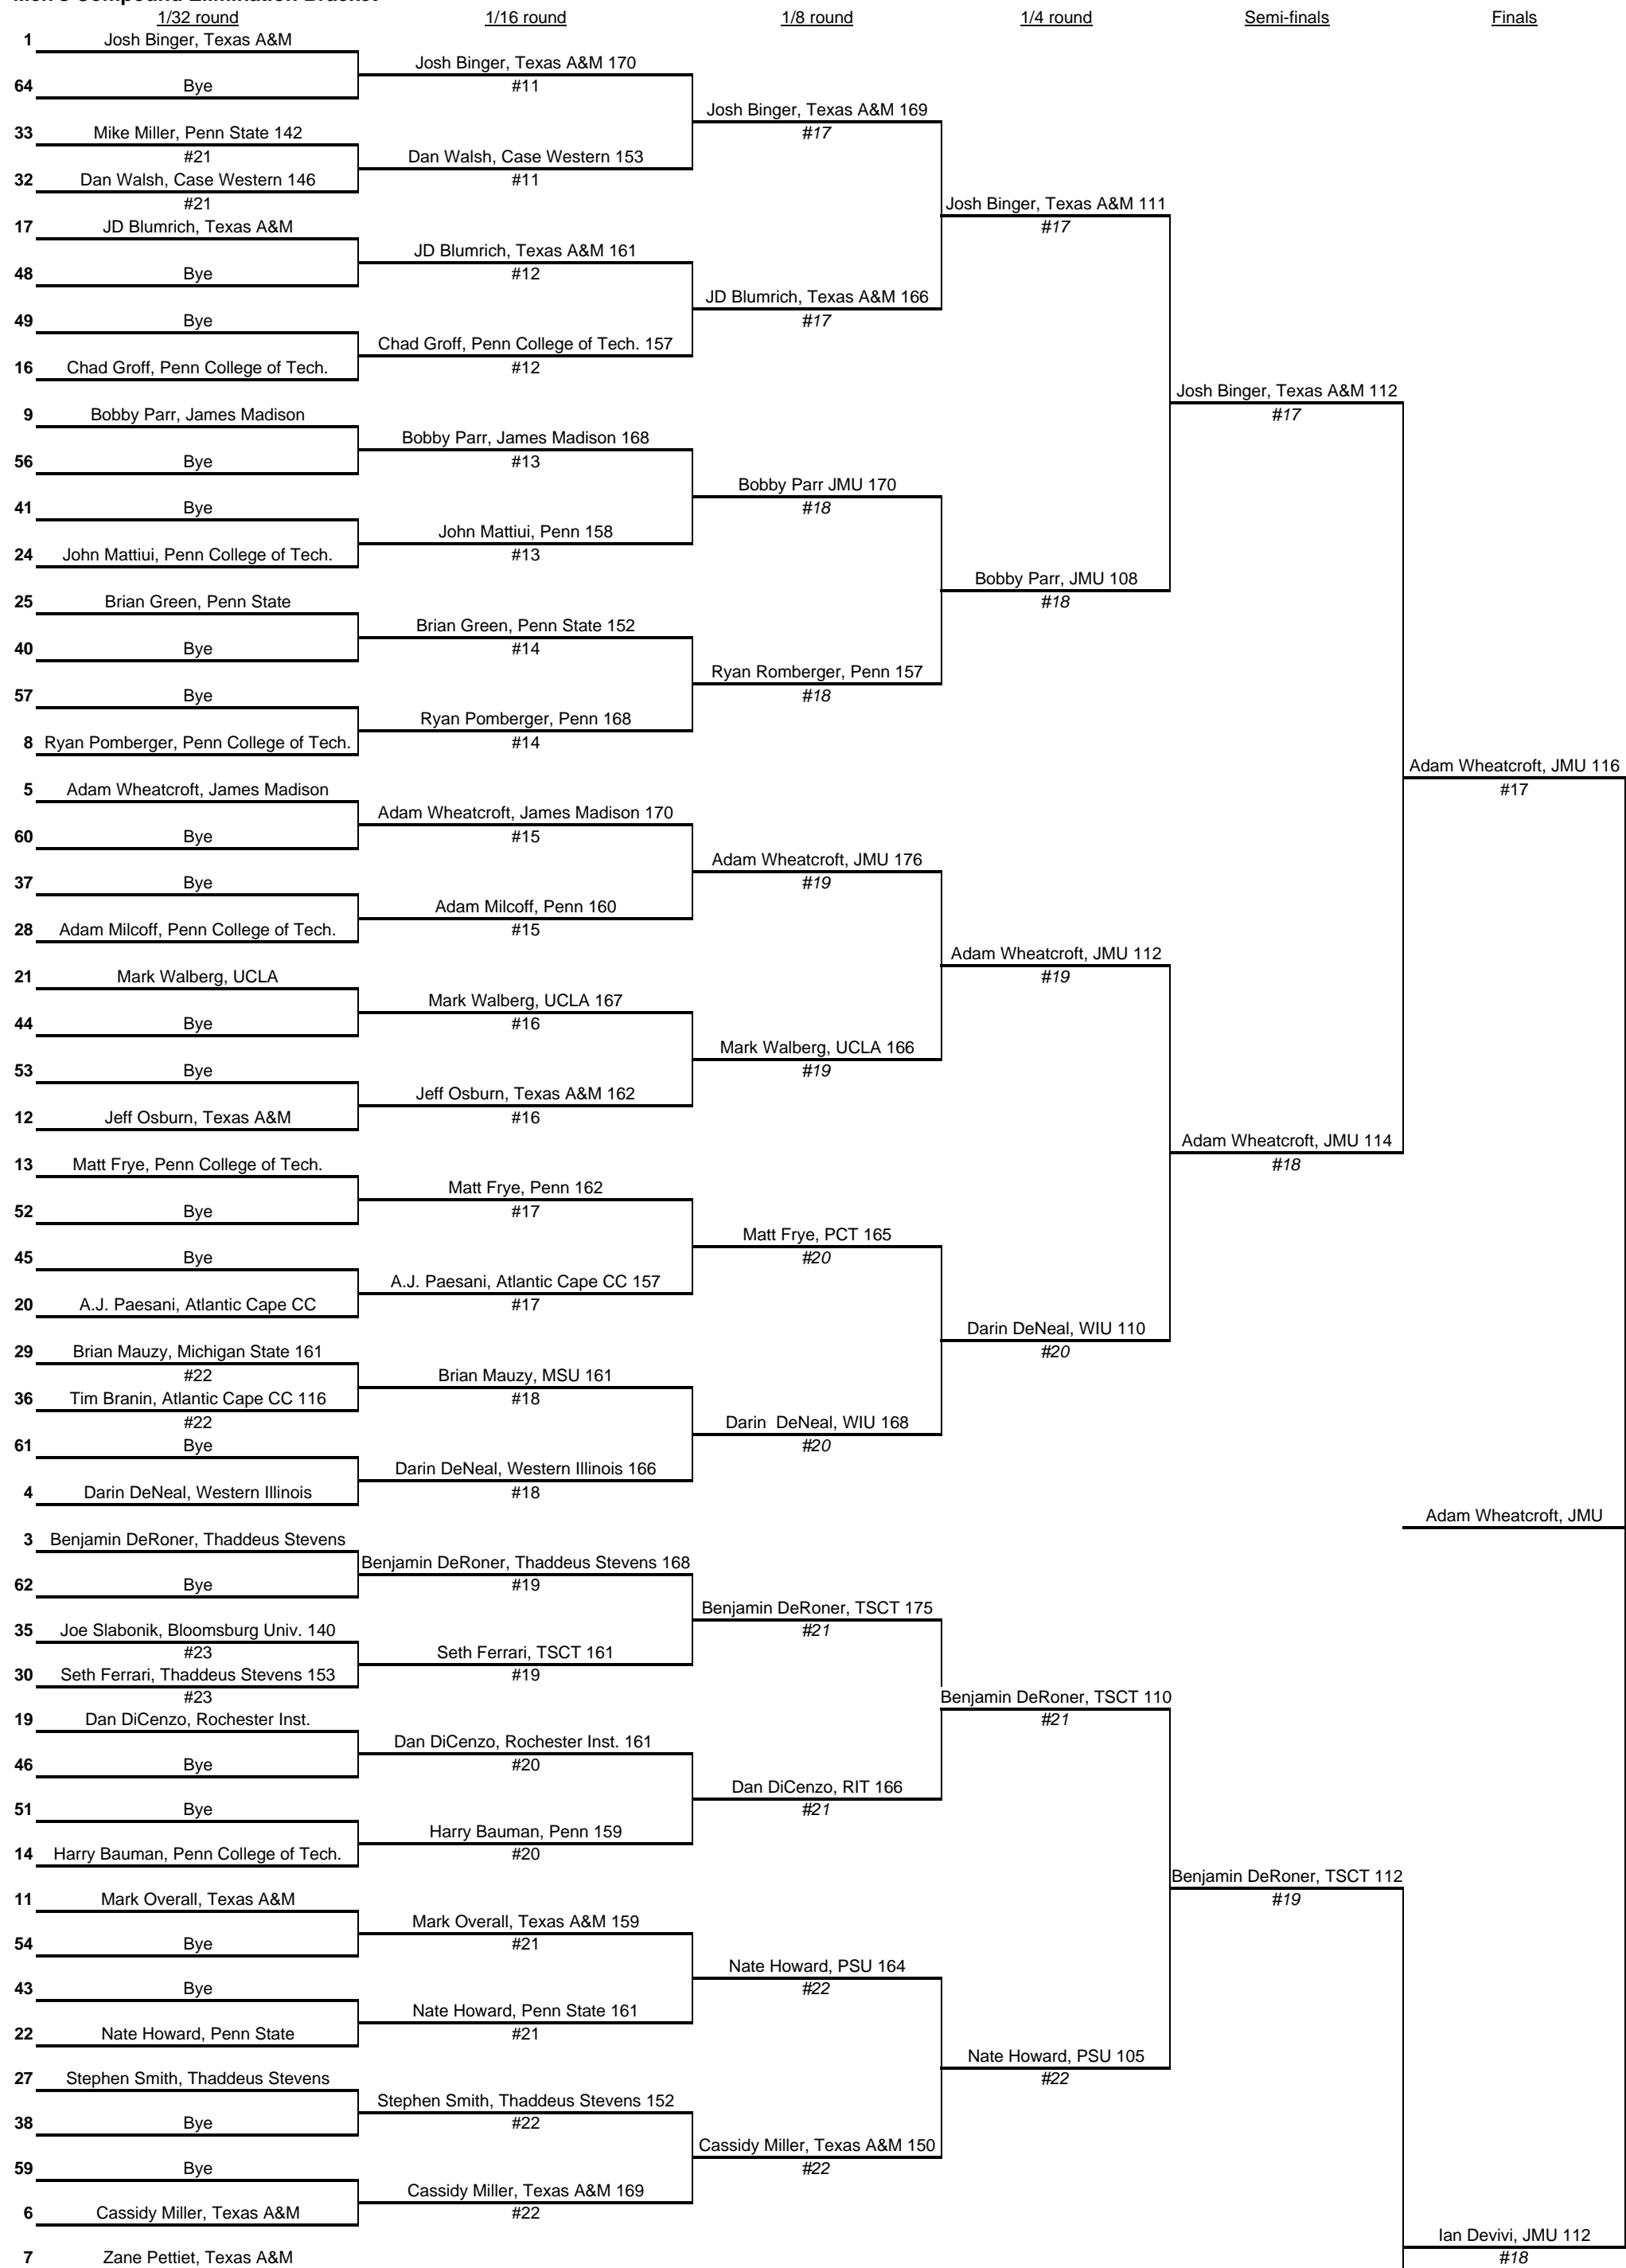 Men's Compound Elimination Bracket
1/32 round 1/16 round 1/8 round 1/4 round Semi-finals Finals
1 Josh Binger, Texas A&M
Josh Binger, Texas A&M 170
64 Bye #11
Josh Binger, Texas A&M 169
33 Mike Miller, Penn State 142 #17
#21 Dan Walsh, Case Western 153
32 Dan Walsh, Case Western 146 #11
#21 Josh Binger, Texas A&M 111
17 JD Blumrich, Texas A&M #17
JD Blumrich, Texas A&M 161
48 Bye #12
JD Blumrich, Texas A&M 166
49 Bye #17
Chad Groff, Penn College of Tech. 157
16 Chad Groff, Penn College of Tech. #12
Josh Binger, Texas A&M 112
9 Bobby Parr, James Madison #17
Bobby Parr, James Madison 168
56 Bye #13
Bobby Parr JMU 170
41 Bye #18
John Mattiui, Penn 158
24 John Mattiui, Penn College of Tech. #13
Bobby Parr, JMU 108
25 Brian Green, Penn State #18
Brian Green, Penn State 152
40 Bye #14
Ryan Romberger, Penn 157
57 Bye #18
Ryan Pomberger, Penn 168
8 Ryan Pomberger, Penn College of Tech. #14
Adam Wheatcroft, JMU 116
5 Adam Wheatcroft, James Madison #17
Adam Wheatcroft, James Madison 170
60 Bye #15
Adam Wheatcroft, JMU 176
37 Bye #19
Adam Milcoff, Penn 160
28 Adam Milcoff, Penn College of Tech. #15
Adam Wheatcroft, JMU 112
21 Mark Walberg, UCLA #19
Mark Walberg, UCLA 167
44 Bye #16
Mark Walberg, UCLA 166
53 Bye #19
Jeff Osburn, Texas A&M 162
12 Jeff Osburn, Texas A&M #16
Adam Wheatcroft, JMU 114
13 Matt Frye, Penn College of Tech. #18
Matt Frye, Penn 162
52 Bye #17
Matt Frye, PCT 165
45 Bye #20
A.J. Paesani, Atlantic Cape CC 157
20 A.J. Paesani, Atlantic Cape CC #17
Darin DeNeal, WIU 110
29 Brian Mauzy, Michigan State 161 #20
#22 Brian Mauzy, MSU 161
36 Tim Branin, Atlantic Cape CC 116 #18
#22 Darin DeNeal, WIU 168
61 Bye #20
Darin DeNeal, Western Illinois 166
4 Darin DeNeal, Western Illinois #18
Adam Wheatcroft, JMU
3 Benjamin DeRoner, Thaddeus Stevens
Benjamin DeRoner, Thaddeus Stevens 168
62 Bye #19
Benjamin DeRoner, TSCT 175
35 Joe Slabonik, Bloomsburg Univ. 140 #21
#23 Seth Ferrari, TSCT 161
30 Seth Ferrari, Thaddeus Stevens 153 #19
#23 Benjamin DeRoner, TSCT 110
19 Dan DiCenzo, Rochester Inst. #21
Dan DiCenzo, Rochester Inst. 161
46 Bye #20
Dan DiCenzo, RIT 166
51 Bye #21
Harry Bauman, Penn 159
14 Harry Bauman, Penn College of Tech. #20
Benjamin DeRoner, TSCT 112
11 Mark Overall, Texas A&M #19
Mark Overall, Texas A&M 159
54 Bye #21
Nate Howard, PSU 164
43 Bye #22
Nate Howard, Penn State 161
22 Nate Howard, Penn State #21
Nate Howard, PSU 105
27 Stephen Smith, Thaddeus Stevens #22
Stephen Smith, Thaddeus Stevens 152
38 Bye #22
Cassidy Miller, Texas A&M 150
59 Bye #22
Cassidy Miller, Texas A&M 169
6 Cassidy Miller, Texas A&M #22
Ian Devivi, JMU 112
7 Zane Pettiet, Texas A&M #18